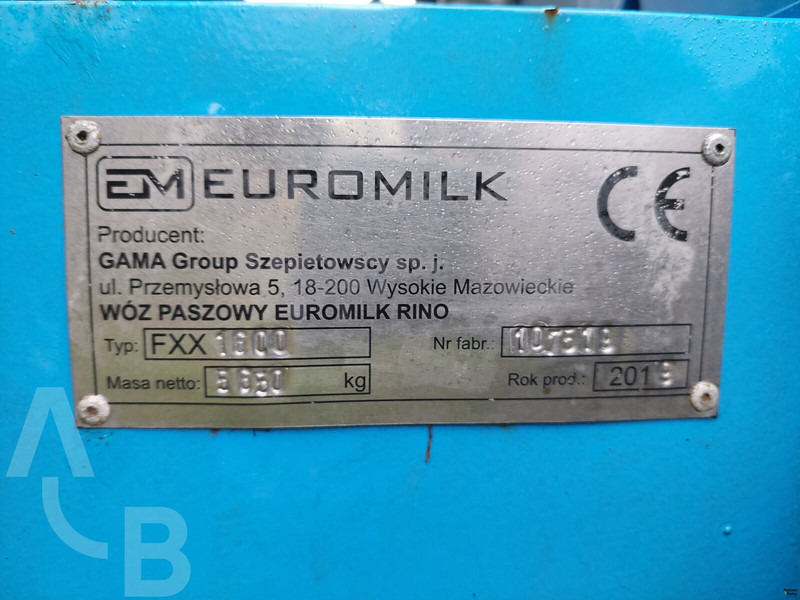 EM EUROMILK CE
Producent:
GAMA Group Szepietowscy sp. j.
ul. Przemysłowa 5, 18-200 Wysokie Mazowieckie
WÓZ PASZOWY EUROMILK RINO
Typ: FXX Nr fabr.:
Masa netto: kg Rok prod.: 2019
A
B